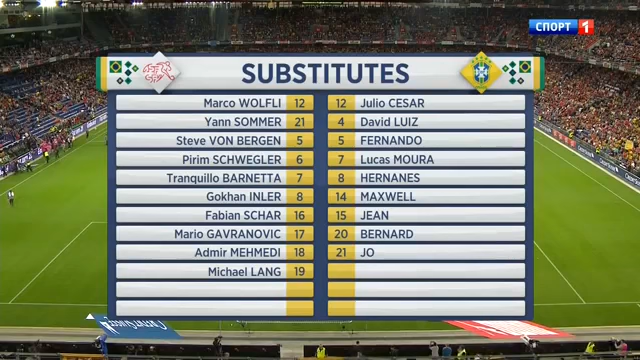 СПОРТ 1
SUBSTITUTES
Marco WOLFLI 12 12 Julio CESAR
Yann SOMMER 21 4 David LUIZ
Steve VON BERGEN 5 5 FERNANDO
Pirim SCHWEGLER 6 7 Lucas MOURA
Tranquillo BARNETTA 7 8 HERNANES
Gokhan INLER 8 14 MAXWELL
Fabian SCHAR 16 15 JEAN
Mario GAVRANOVIC 17 20 BERNARD
Admir MEHMEDI 18 21 JO
Michael LANG 19